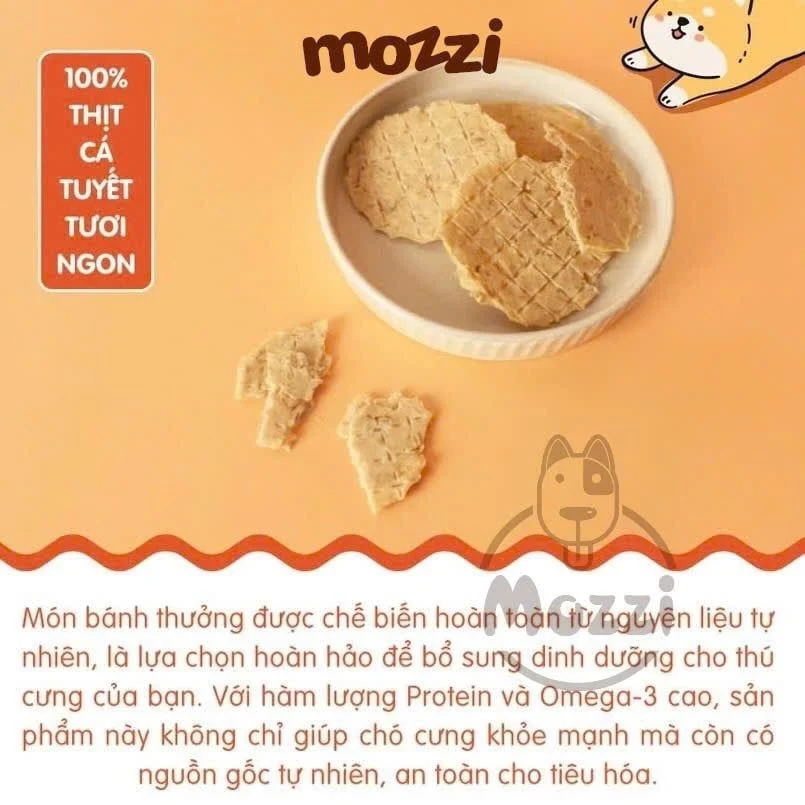 mozzi
100%
THỊT
CÁ
TUYẾT
TƯƠI
NGON
Mozzi
Món bánh thưởng được chế biến hoàn toàn từ nguyên liệu tự
nhiên, là lựa chọn hoàn hảo để bổ sung dinh dưỡng cho thú
cưng của bạn. Với hàm lượng Protein và Omega-3 cao, sản
phẩm này không chỉ giúp chó cưng khỏe mạnh mà còn có
nguồn gốc tự nhiên, an toàn cho tiêu hóa.